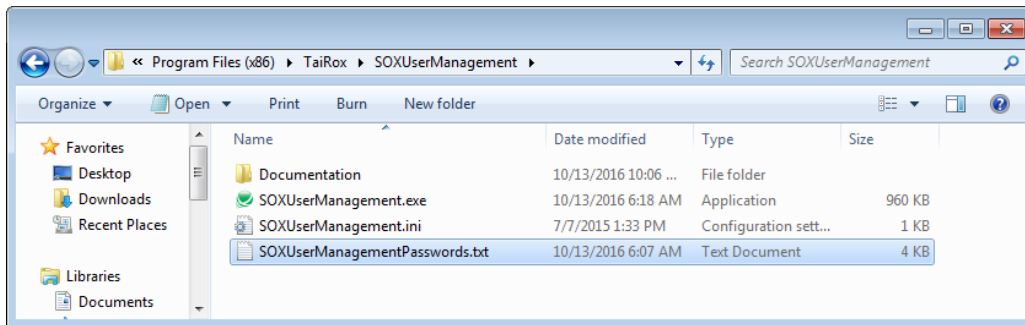 « Program Files (x86) ▸ TaiRox ▸ SOXUserManagement ▸ Search SOXUserManagement
Organize Open Print Burn New folder
Name Date modified Type Size
Favorites
Desktop
Downloads
Recent Places
Libraries
Documents
Documentation 10/13/2016 10:06 ... File folder
SOXUserManagement.exe 10/13/2016 6:18 AM Application 960 KB
SOXUserManagement.ini 7/7/2015 1:33 PM Configuration sett... 1 KB
SOXUserManagementPasswords.txt 10/13/2016 6:07 AM Text Document 4 KB